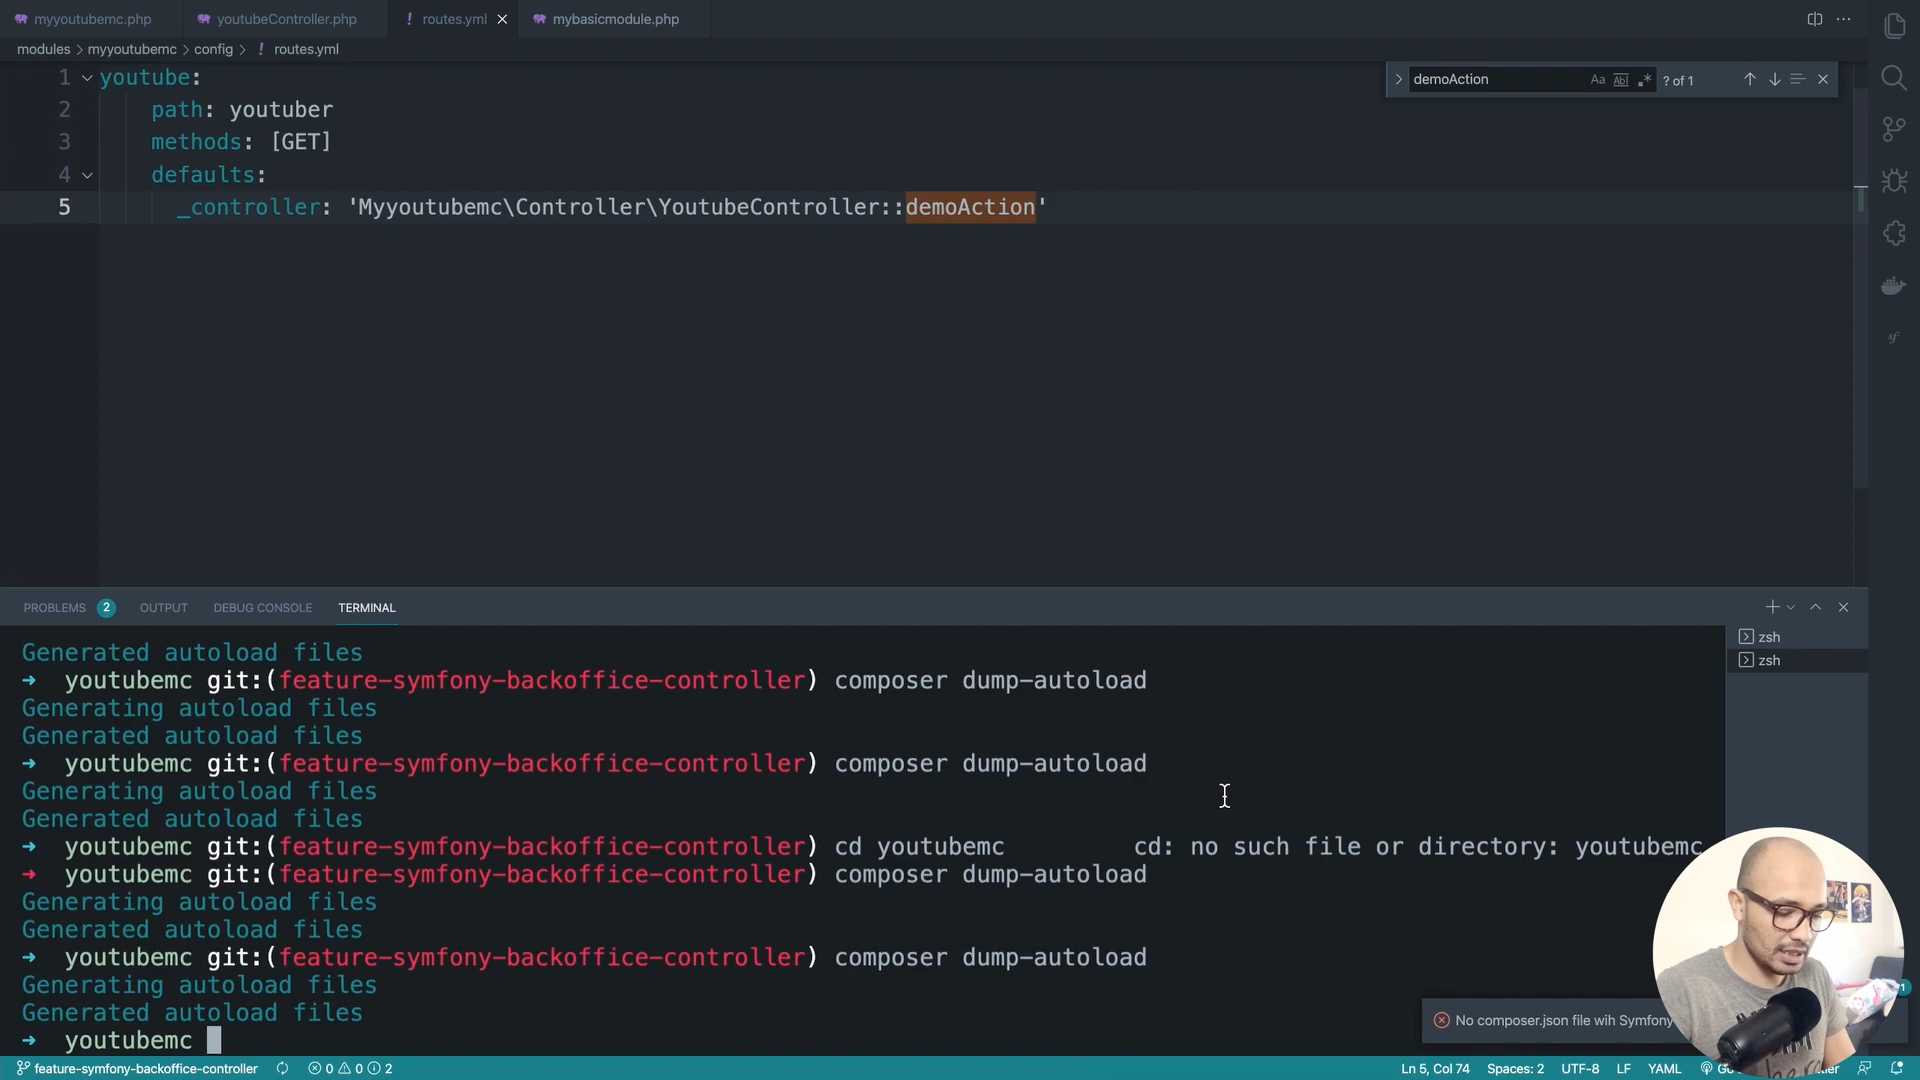 myyoutubemc.php youtubeController.php ! routes.yml mybasicmodule.php
modules > myyoutubemc > config > ! routes.yml
demoAction Aa Abl .* ? of 1
1 youtube:
2 path: youtuber
3 methods: [GET]
4 defaults:
5 _controller: 'Myyoutubemc\Controller\YoutubeController::demoAction'
PROBLEMS 2 OUTPUT DEBUG CONSOLE TERMINAL
zsh
zsh
Generated autoload files
➜ youtubemc git:(feature-symfony-backoffice-controller) composer dump-autoload
Generating autoload files
Generated autoload files
➜ youtubemc git:(feature-symfony-backoffice-controller) composer dump-autoload
Generating autoload files
Generated autoload files
➜ youtubemc git:(feature-symfony-backoffice-controller) cd youtubemc cd: no such file or directory: youtubemc
➜ youtubemc git:(feature-symfony-backoffice-controller) composer dump-autoload
Generating autoload files
Generated autoload files
➜ youtubemc git:(feature-symfony-backoffice-controller) composer dump-autoload
Generating autoload files
Generated autoload files
➜ youtubemc
No composer.json file wih Symfony
feature-symfony-backoffice-controller 0 0 2 Ln 5, Col 74 Spaces: 2 UTF-8 LF YAML